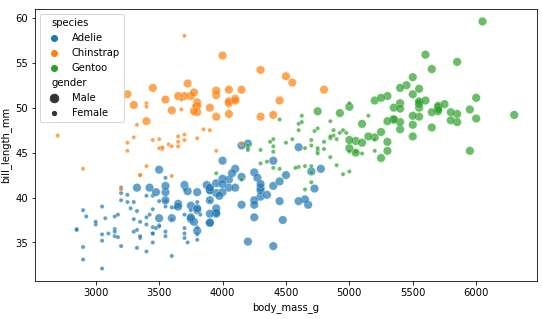 60
55
50
45
40
35
bill_length_mm
species
Adelie
Chinstrap
Gentoo
gender
Male
Female
3000 3500 4000 4500 5000 5500 6000
body_mass_g